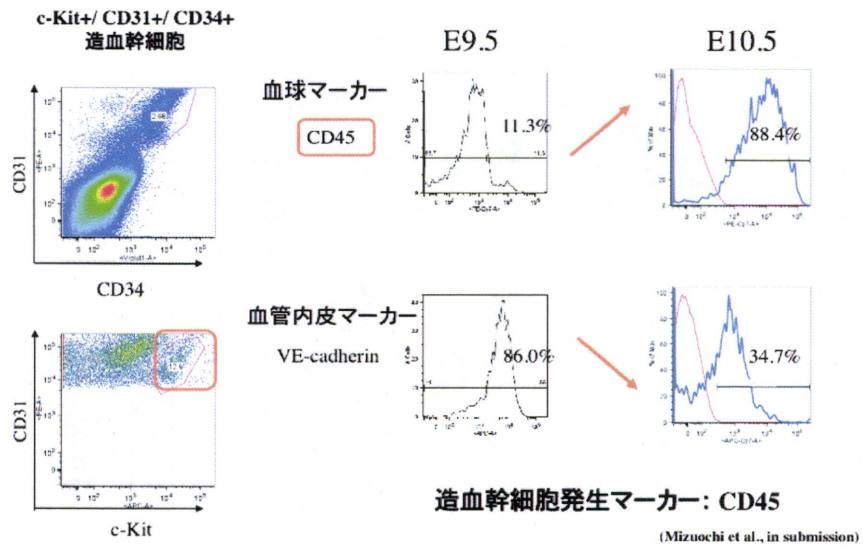 c-Kit+/ CD31+/ CD34+
造血幹細胞
E9.5
E10.5
血球マーカー
CD45
11.3%
88.4%
CD31
CD34
血管内皮マーカー
VE-cadherin
86.0%
34.7%
CD31
c-Kit
造血幹細胞発生マーカー: CD45
(Mizuochi et al., in submission)